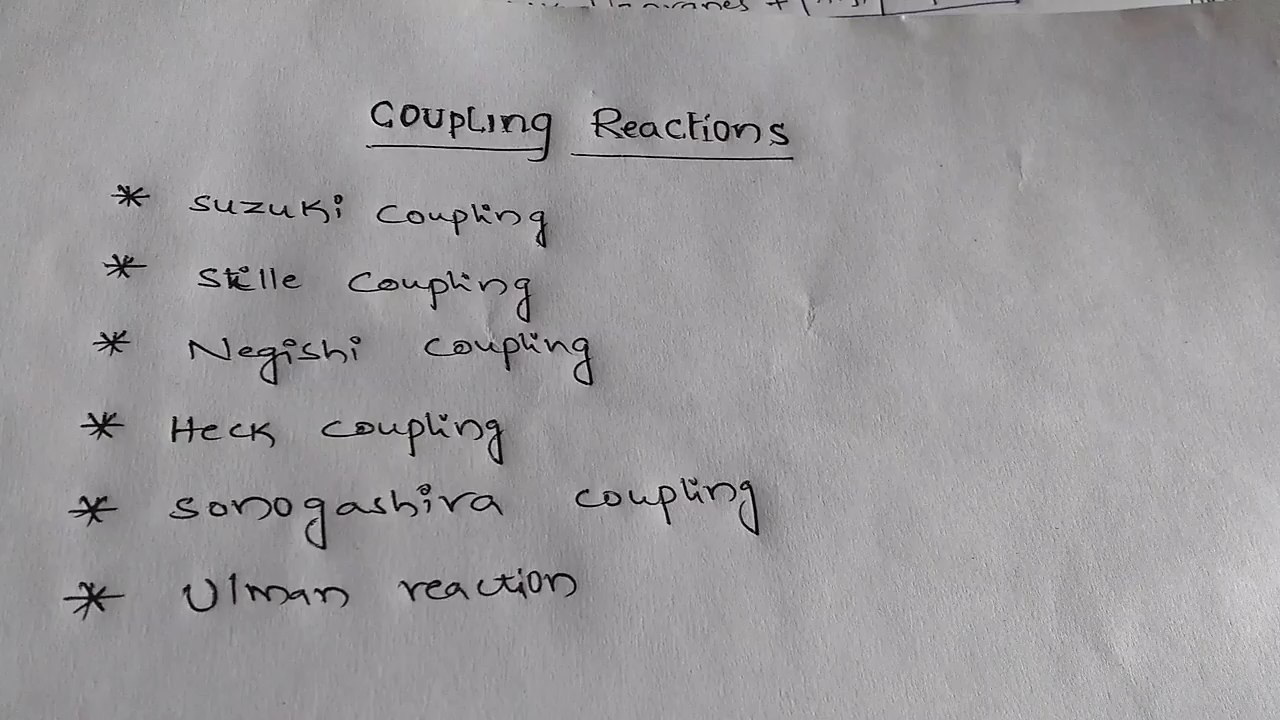 Coupling Reactions
* Suzuki coupling
* Stille coupling
* Negishi coupling
* Heck coupling
* Sonogashira coupling
* Ulman reaction